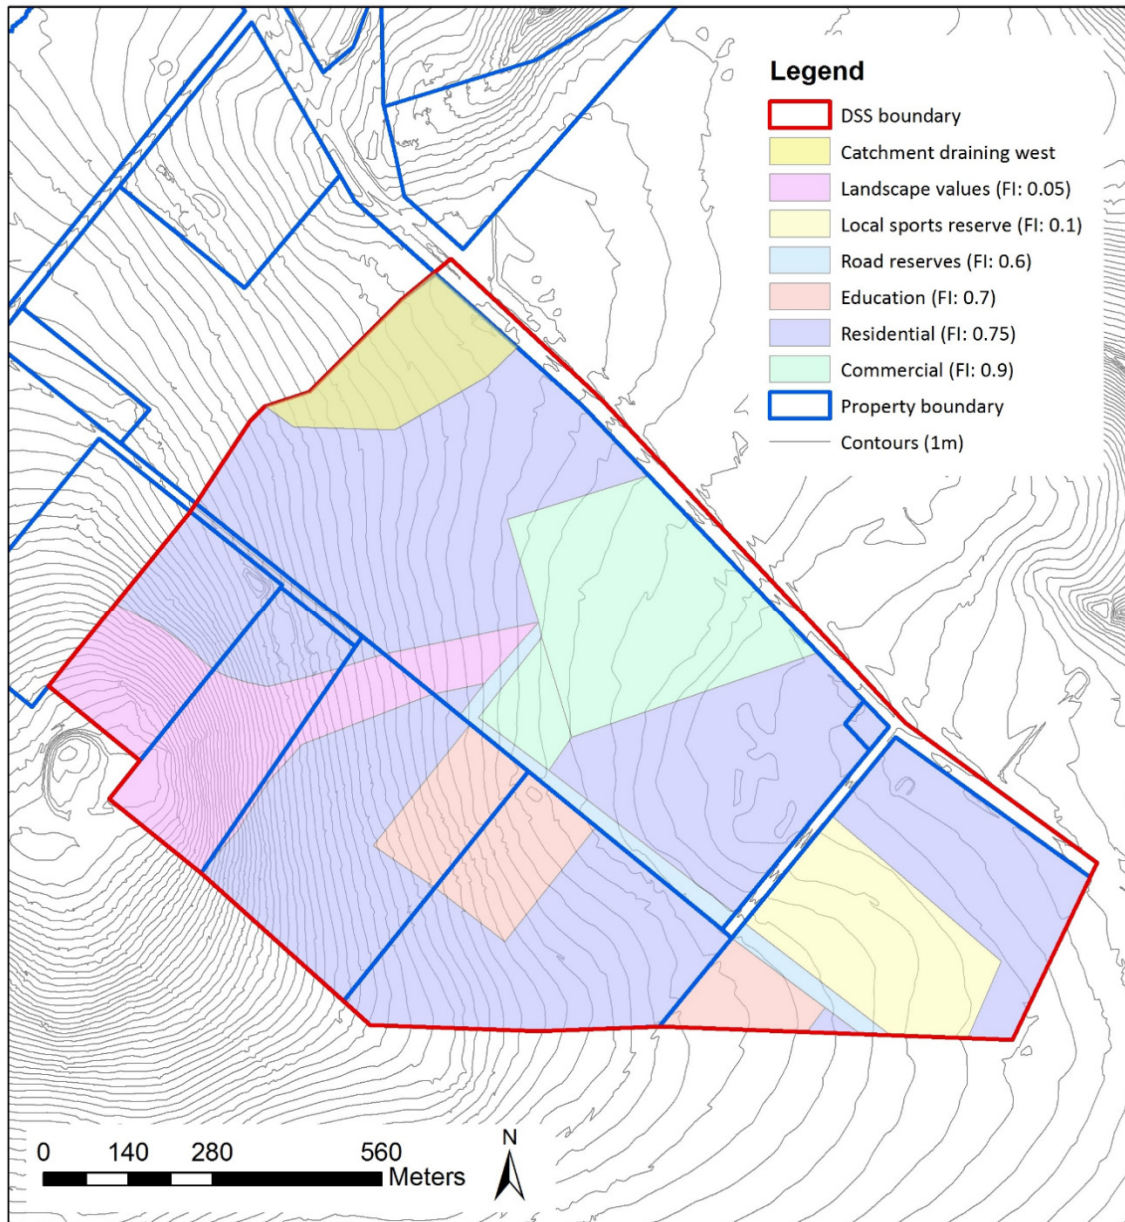 Legend
DSS boundary
Catchment draining west
Landscape values (FI: 0.05)
Local sports reserve (FI: 0.1)
Road reserves (FI: 0.6)
Education (FI: 0.7)
Residential (FI: 0.75)
Commercial (FI: 0.9)
Property boundary
Contours (1m)
0 140 280 560
Meters
N